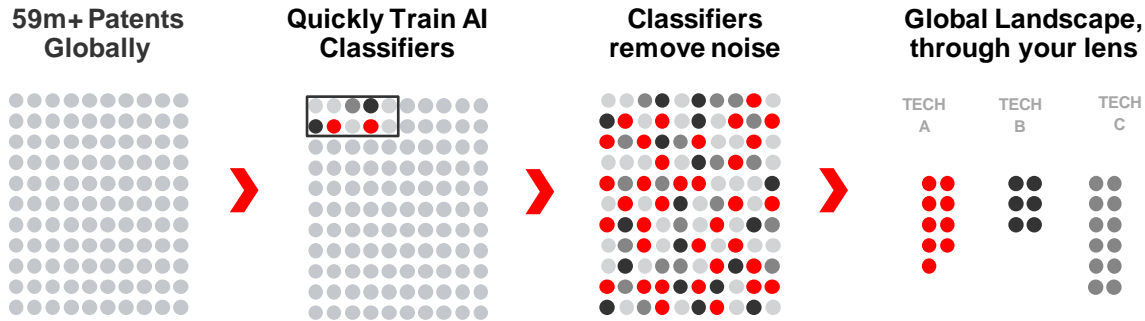 59m+ Patents
Globally
Quickly Train AI
Classifiers
Classifiers
remove noise
Global Landscape,
through your lens
TECH
A
TECH
B
TECH
C